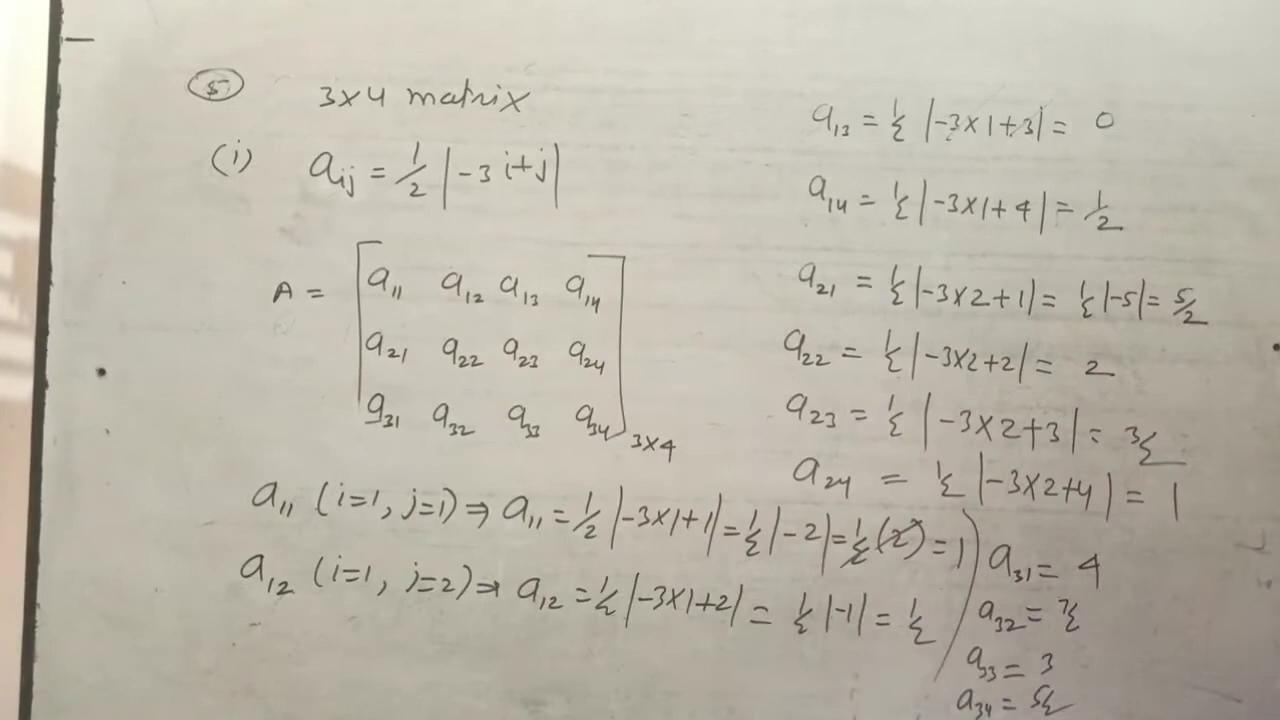 (5) 3x4 matrix
(i) aij = 1/2 |-3i+j|
A = [a11 a12 a13 a14
a21 a22 a23 a24
a31 a32 a33 a34]3x4
a11 (i=1, j=1) ⇒ a11 = 1/2 |-3x1+1| = 1/2 |-2| = 1/2 (2) = 1
a12 (i=1, j=2) ⇒ a12 = 1/2 |-3x1+2| = 1/2 |-1| = 1/2
a13 = 1/2 |-3x1+3| = 0
a14 = 1/2 |-3x1+4| = 1/2
a21 = 1/2 |-3x2+1| = 1/2 |-5| = 5/2
a22 = 1/2 |-3x2+2| = 2
a23 = 1/2 |-3x2+3| = 3/2
a24 = 1/2 |-3x2+4| = 1
a31 = 4
a32 = 7/2
a33 = 3
a34 = 5/2